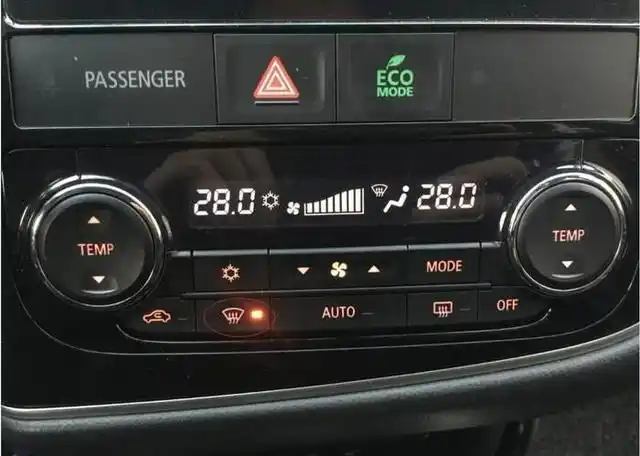 PASSENGER
ECO
MODE
28.0
28.0
TEMP
MODE
TEMP
AUTO
OFF